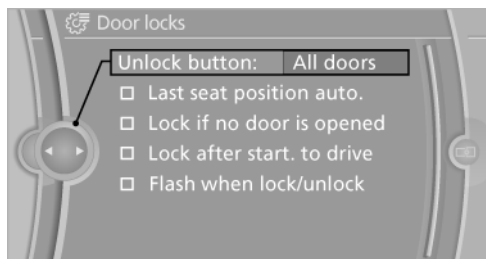 Door locks
Unlock button: All doors
Last seat position auto.
Lock if no door is opened
Lock after start. to drive
Flash when lock/unlock